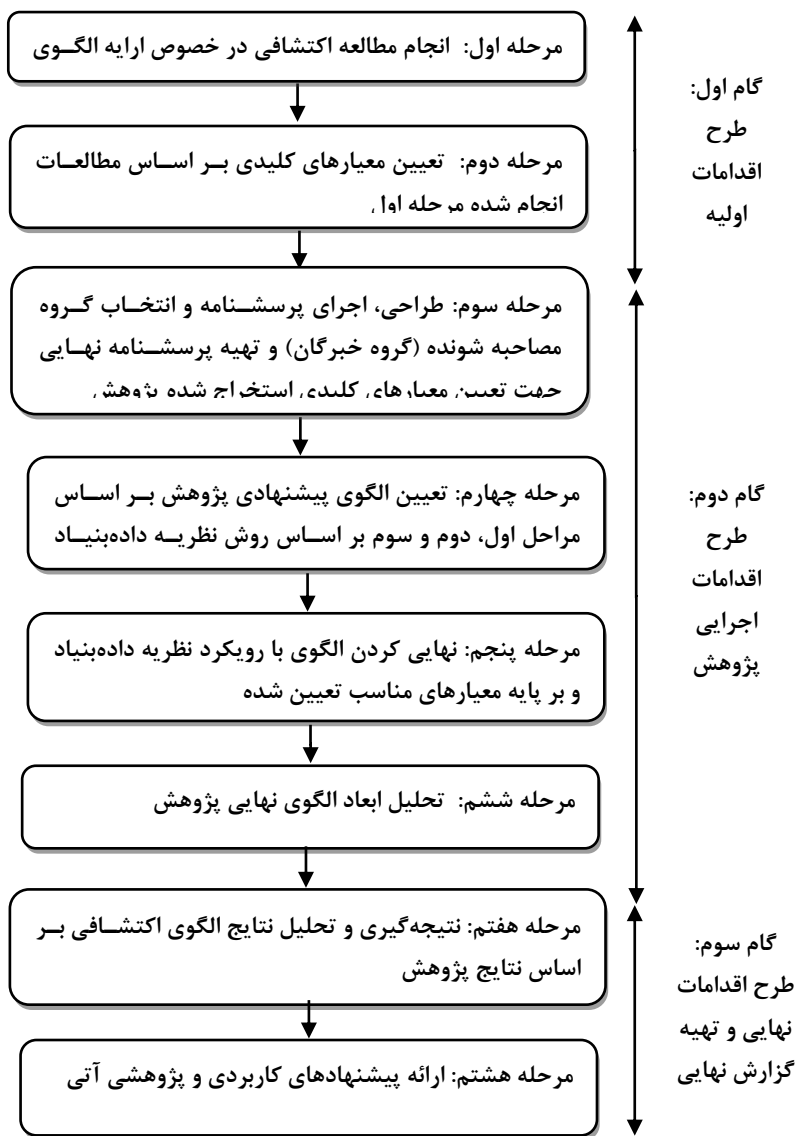 مرحله اول: انجام مطالعه اکتشافی در خصوص ارایه الگوی
گام اول:
طرح
اقدامات
اولیه
مرحله دوم: تعیین معیارهای کلیدی بر اساس مطالعات
انجام شده مرحله اول
مرحله سوم: طراحی، اجرای پرسشنامه و انتخاب گروه
مصاحبه شونده (گروه خبرگان) و تهیه پرسشنامه نهایی
جهت تعیین معیارهای کلیدی استخراج شده پژوهش
گام دوم:
طرح
اقدامات
اجرایی
پژوهش
مرحله چهارم: تعیین الگوی پیشنهادی پژوهش بر اساس
مراحل اول، دوم و سوم بر اساس روش نظریه داده‌بنیاد
مرحله پنجم: نهایی کردن الگوی با رویکرد نظریه داده‌بنیاد
و بر پایه معیارهای مناسب تعیین شده
مرحله ششم: تحلیل ابعاد الگوی نهایی پژوهش
مرحله هفتم: نتیجه‌گیری و تحلیل نتایج الگوی اکتشافی بر
اساس نتایج پژوهش
گام سوم:
طرح اقدامات
نهایی و تهیه
گزارش نهایی
مرحله هشتم: ارائه پیشنهادهای کاربردی و پژوهشی آتی